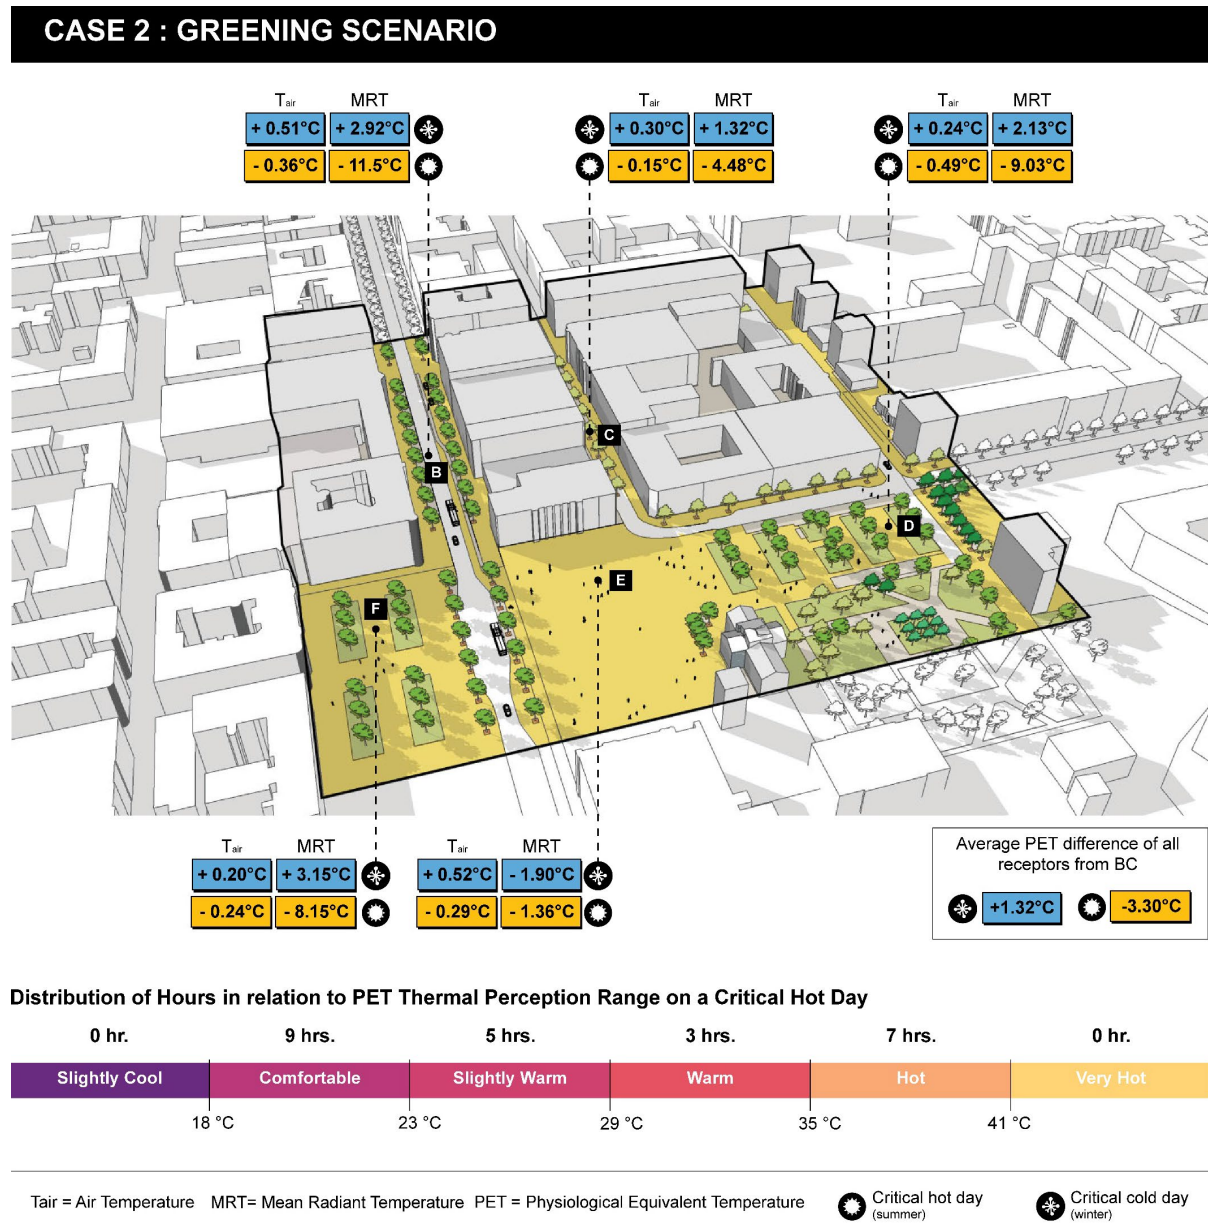 CASE 2 : GREENING SCENARIO
Tair MRT
+ 0.51°C + 2.92°C
- 0.36°C - 11.5°C
Tair MRT
+ 0.30°C + 1.32°C
- 0.15°C - 4.48°C
Tair MRT
+ 0.24°C + 2.13°C
- 0.49°C - 9.03°C
B
C
D
E
F
Tair MRT
+ 0.20°C + 3.15°C
- 0.24°C - 8.15°C
Tair MRT
+ 0.52°C - 1.90°C
- 0.29°C - 1.36°C
Average PET difference of all
receptors from BC
+1.32°C -3.30°C
Distribution of Hours in relation to PET Thermal Perception Range on a Critical Hot Day
0 hr. 9 hrs. 5 hrs. 3 hrs. 7 hrs. 0 hr.
Slightly Cool Comfortable Slightly Warm Warm Hot Very Hot
18 °C 23 °C 29 °C 35 °C 41 °C
Tair = Air Temperature MRT= Mean Radiant Temperature PET = Physiological Equivalent Temperature
Critical hot day
(summer)
Critical cold day
(winter)